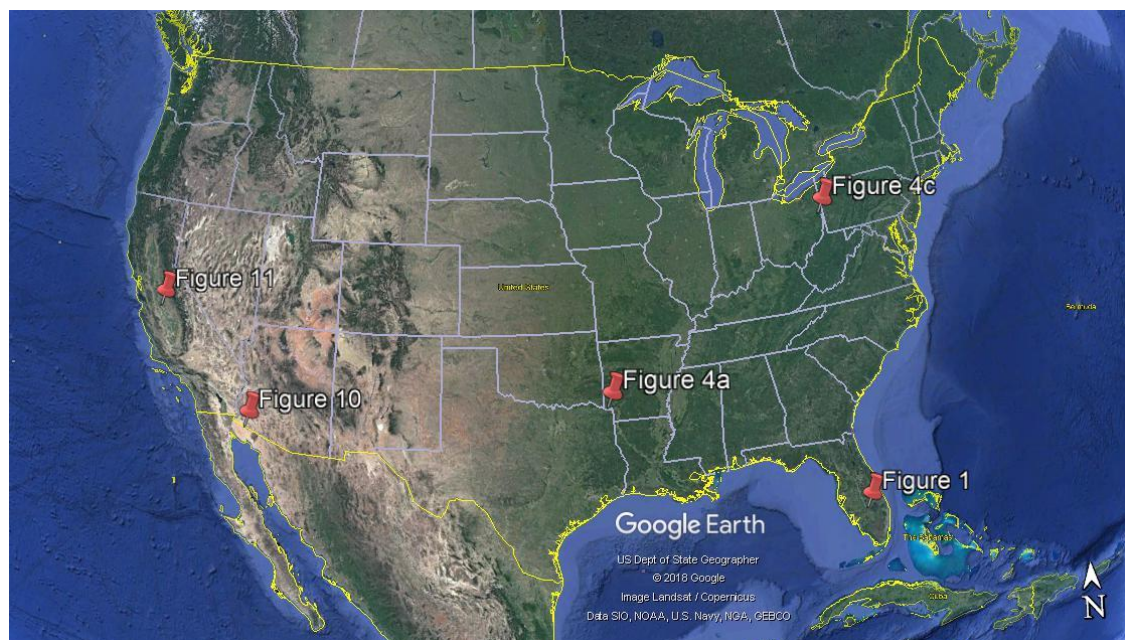 Figure 4c
Figure 11
United States
Bermuda
Figure 4a
Figure 10
Figure 1
Google Earth
US Dept of State Geographer
© 2018 Google
Image Landsat / Copernicus
Data SIO, NOAA, U.S. Navy, NGA, GEBCO
The Bahamas
Cuba
N